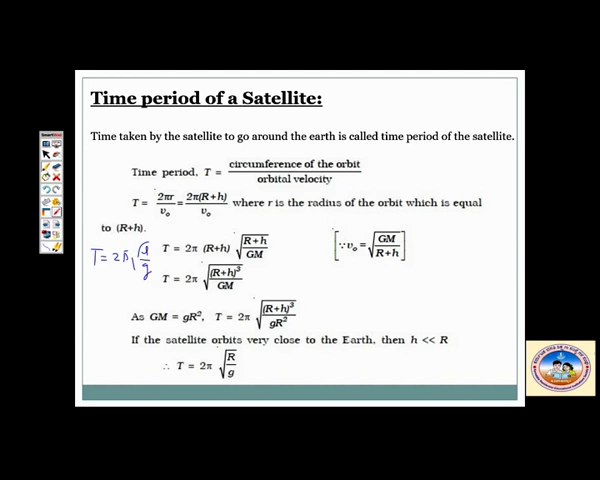 Time period of a Satellite:
Time taken by the satellite to go around the earth is called time period of the satellite.
Time period, T = circumference of the orbit / orbital velocity
T = 2πr/v₀ = 2π(R+h)/v₀ where r is the radius of the orbit which is equal
to (R+h).
T = 2π (R+h) √((R+h)/GM) [∵ v₀ = √(GM/(R+h))]
T = 2π √((R+h)³/GM)
As GM = gR², T = 2π √((R+h)³/gR²)
If the satellite orbits very close to the Earth, then h << R
∴ T = 2π √(R/g)